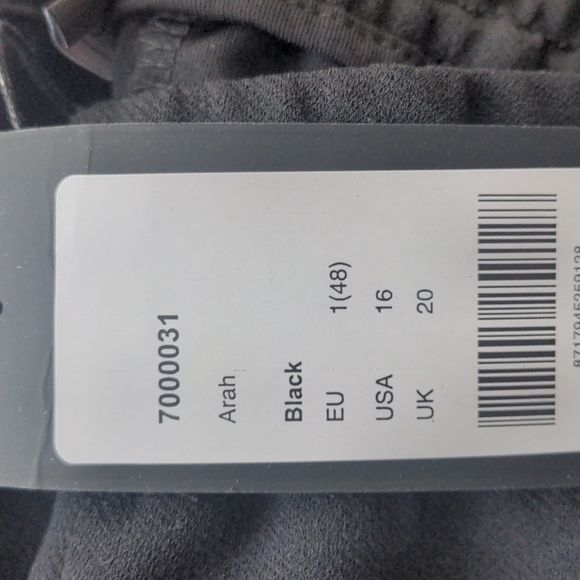 7000031
Arah
Black
EU 1(48)
USA 16
UK 20